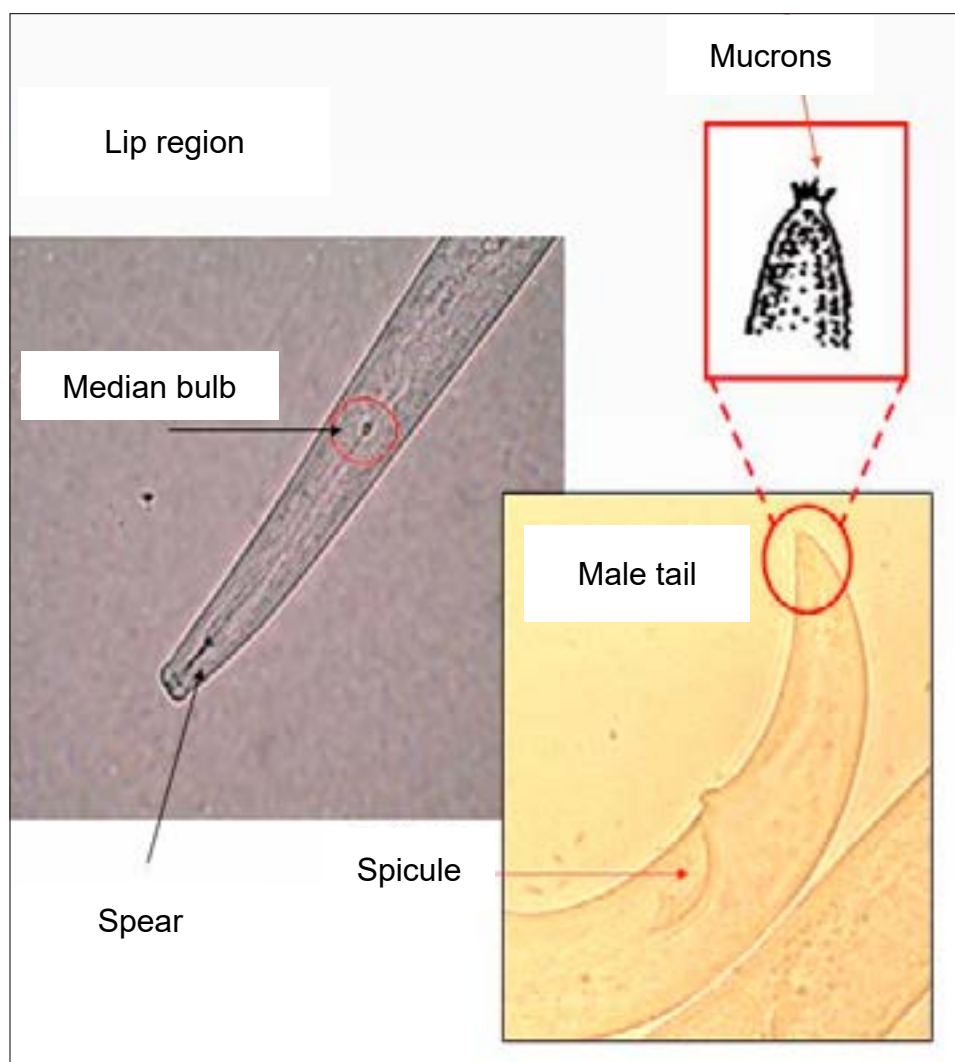 Mucrons
Lip region
Median bulb
Male tail
Spicule
Spear